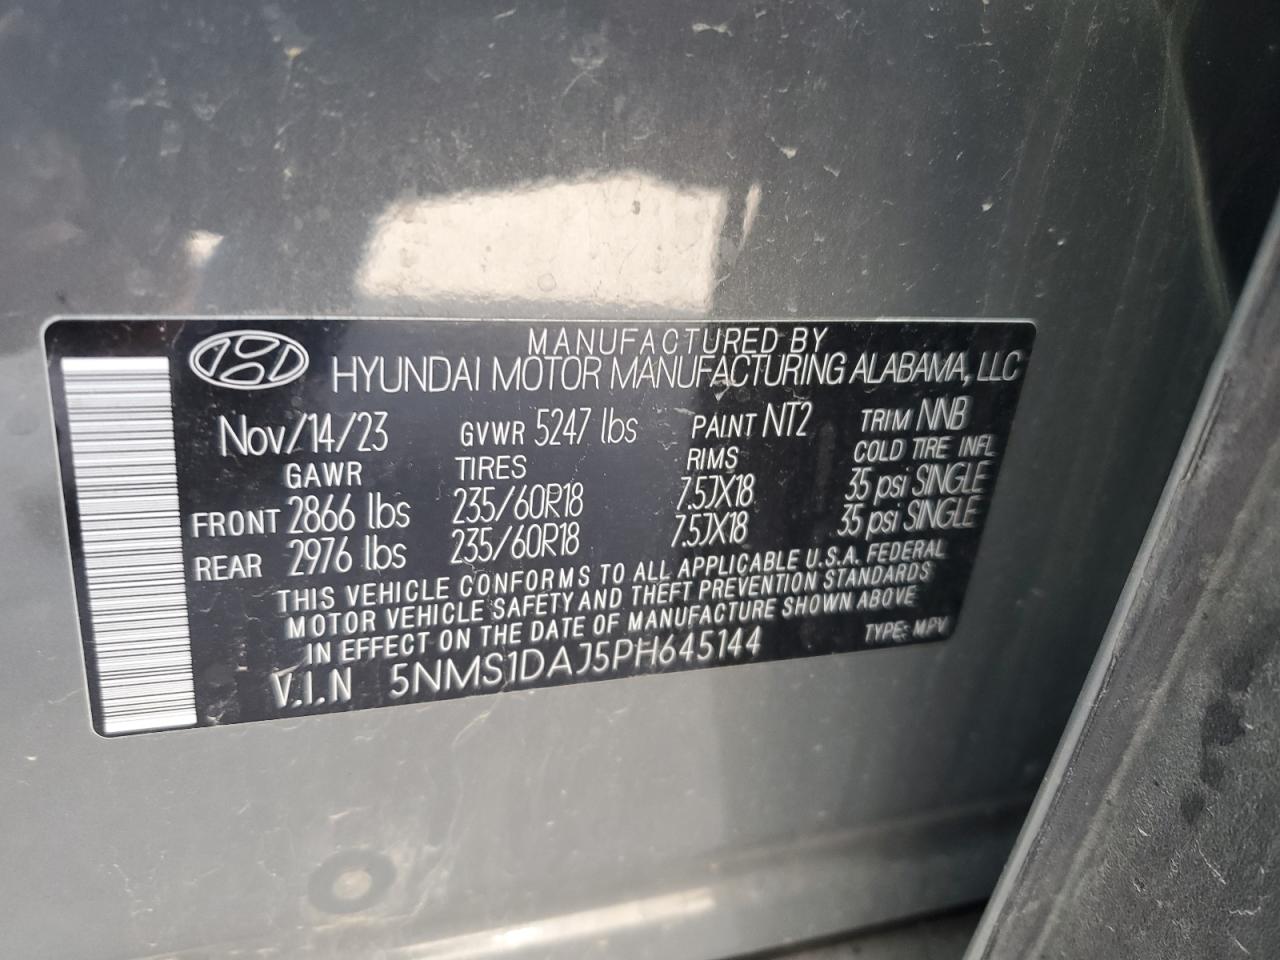 MANUFACTURED BY
HYUNDAI MOTOR MANUFACTURING ALABAMA, LLC
Nov/14/23 GVWR 5247 lbs PAINT NT2 TRIM NNB
GAWR TIRES RIMS COLD TIRE INFL
FRONT 2866 lbs 235/60R18 7.5JX18 35 psi SINGLE
REAR 2976 lbs 235/60R18 7.5JX18 35 psi SINGLE
THIS VEHICLE CONFORMS TO ALL APPLICABLE U.S.A. FEDERAL
MOTOR VEHICLE SAFETY AND THEFT PREVENTION STANDARDS
IN EFFECT ON THE DATE OF MANUFACTURE SHOWN ABOVE
V.I.N 5NMS1DAJ5PH645144 TYPE: MPV